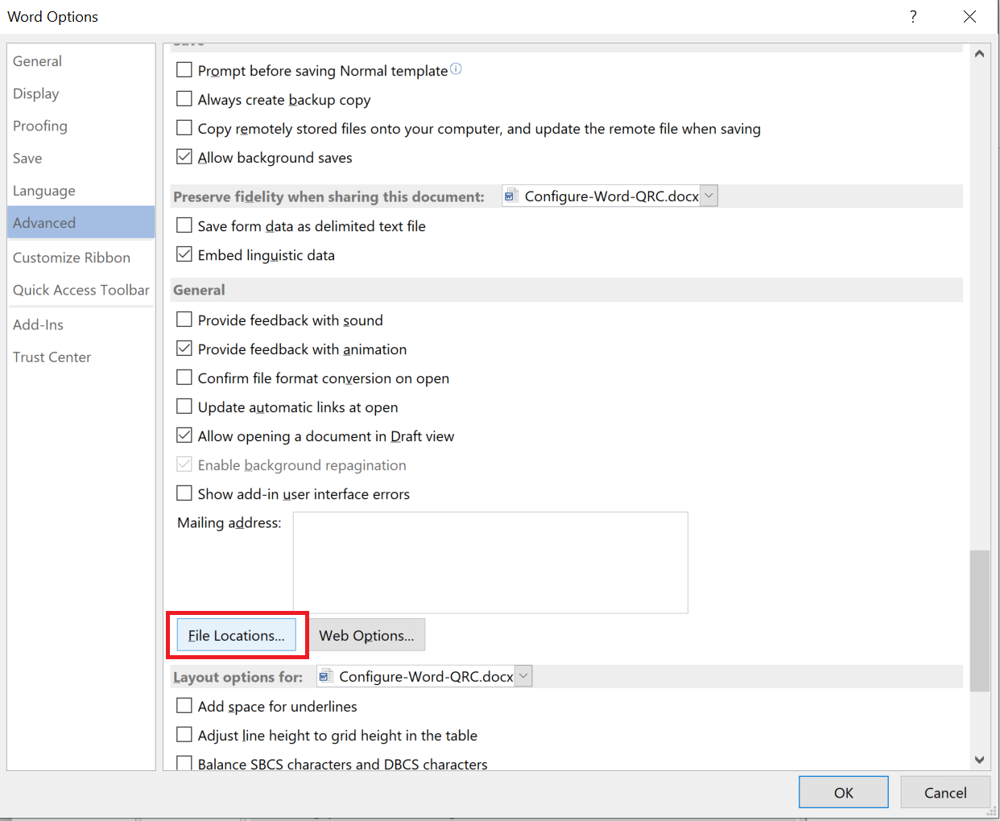 Word Options
?
General
Display
Proofing
Save
Language
Advanced
Customize Ribbon
Quick Access Toolbar
Add-Ins
Trust Center
Prompt before saving Normal template
Always create backup copy
Copy remotely stored files onto your computer, and update the remote file when saving
Allow background saves
Preserve fidelity when sharing this document: Configure-Word-QRC.docx
Save form data as delimited text file
Embed linguistic data
General
Provide feedback with sound
Provide feedback with animation
Confirm file format conversion on open
Update automatic links at open
Allow opening a document in Draft view
Enable background repagination
Show add-in user interface errors
Mailing address:
File Locations... Web Options...
Layout options for: Configure-Word-QRC.docx
Add space for underlines
Adjust line height to grid height in the table
Balance SBCS characters and DBCS characters
OK Cancel